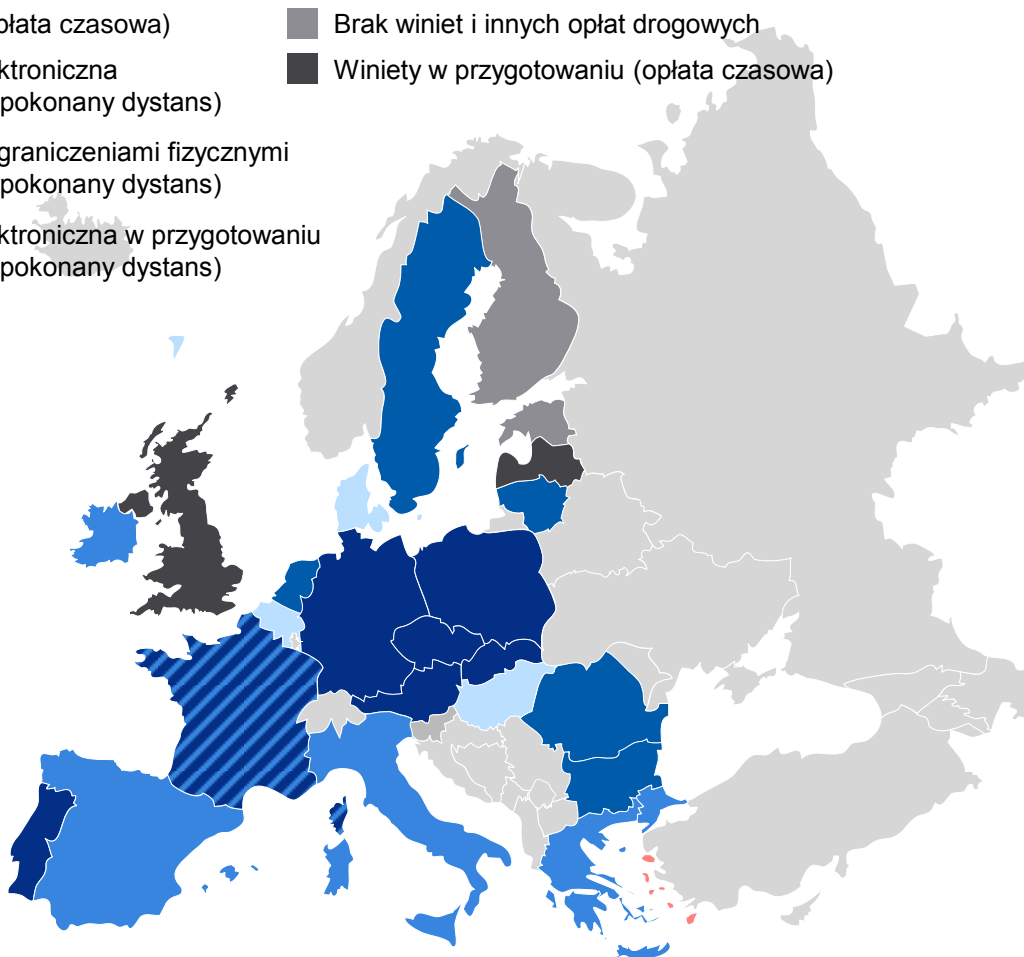 płata czasowa)
ktroniczna
pokonany dystans)
graniczeniami fizycznymi
pokonany dystans)
ktroniczna w przygotowaniu
pokonany dystans)
Brak winiet i innych opłat drogowych
Winiety w przygotowaniu (opłata czasowa)